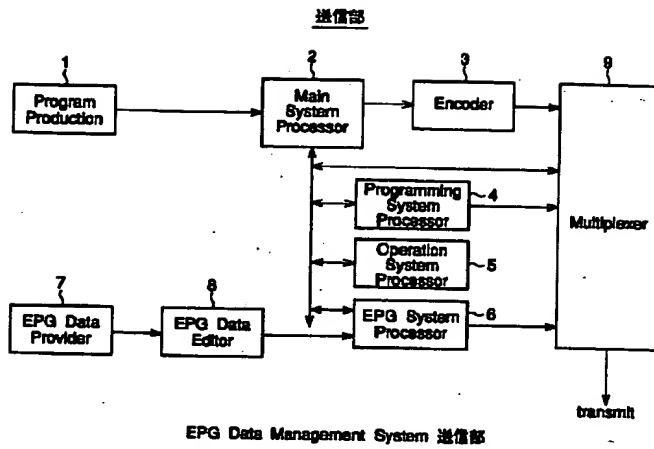 送信部
1
Program
Production
2
Main
System
Processor
3
Encoder
9
Multiplexer
Programming
System
Processor
4
Operation
System
Processor
5
7
EPG Data
Provider
8
EPG Data
Editor
EPG System
Processor
6
transmit
EPG Data Management System 送信部